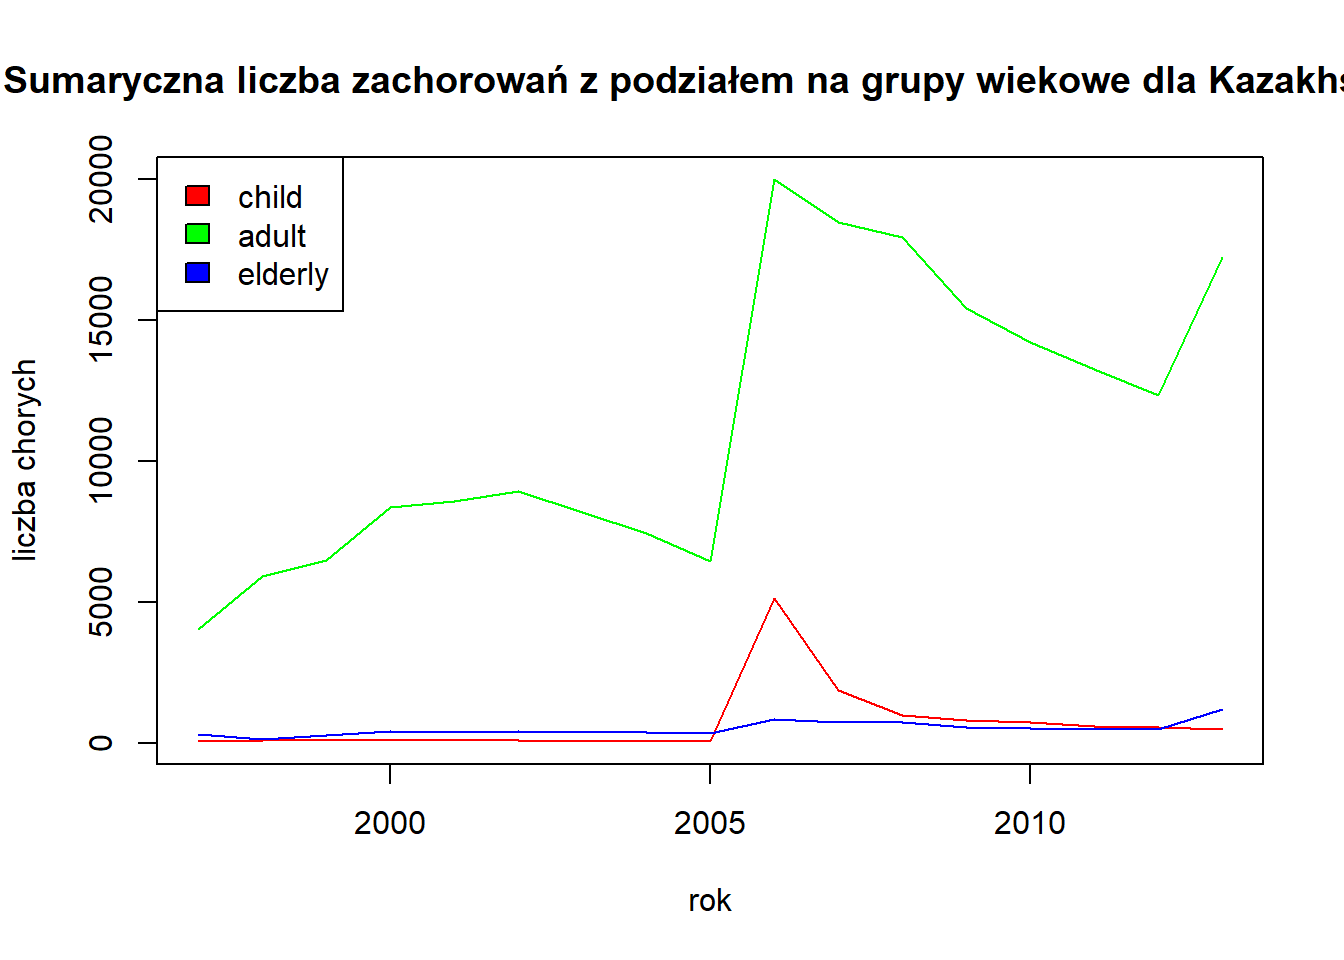 Sumaryczna liczba zachorowań z podziałem na grupy wiekowe dla Kazakhs
child
adult
elderly
liczba chorych
20000
15000
10000
5000
0
2000 2005 2010
rok